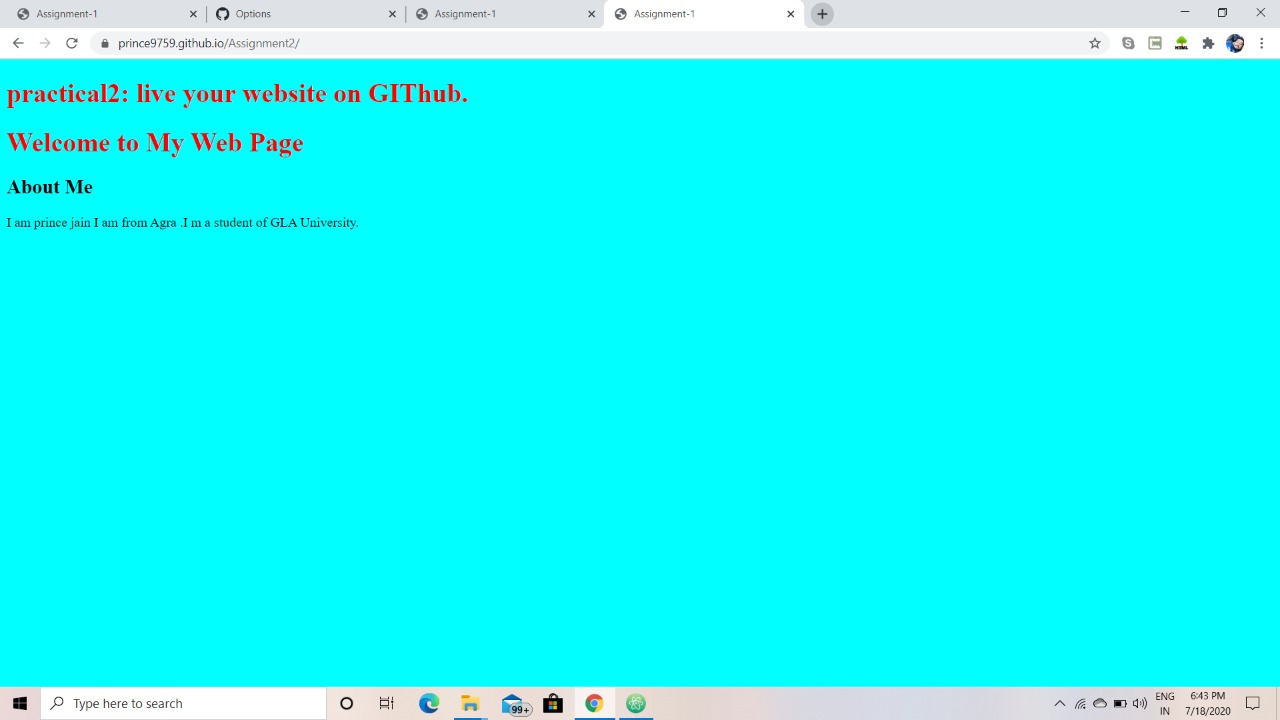 Assignment-1
Options
Assignment-1
Assignment-1
prince9759.github.io/Assignment2/
HTML
practical2: live your website on GIThub.
Welcome to My Web Page
About Me
I am prince jain I am from Agra .I m a student of GLA University.
Type here to search
99+
ENG
IN
6:43 PM
7/18/2020